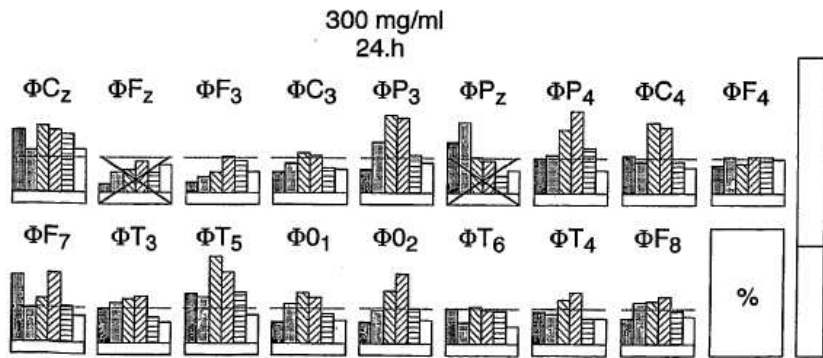 300 mg/ml
24.h
ΦCz ΦFz ΦF3 ΦC3 ΦP3 ΦPz ΦP4 ΦC4 ΦF4
ΦF7 ΦT3 ΦT5 Φ01 Φ02 ΦT6 ΦT4 ΦF8
%